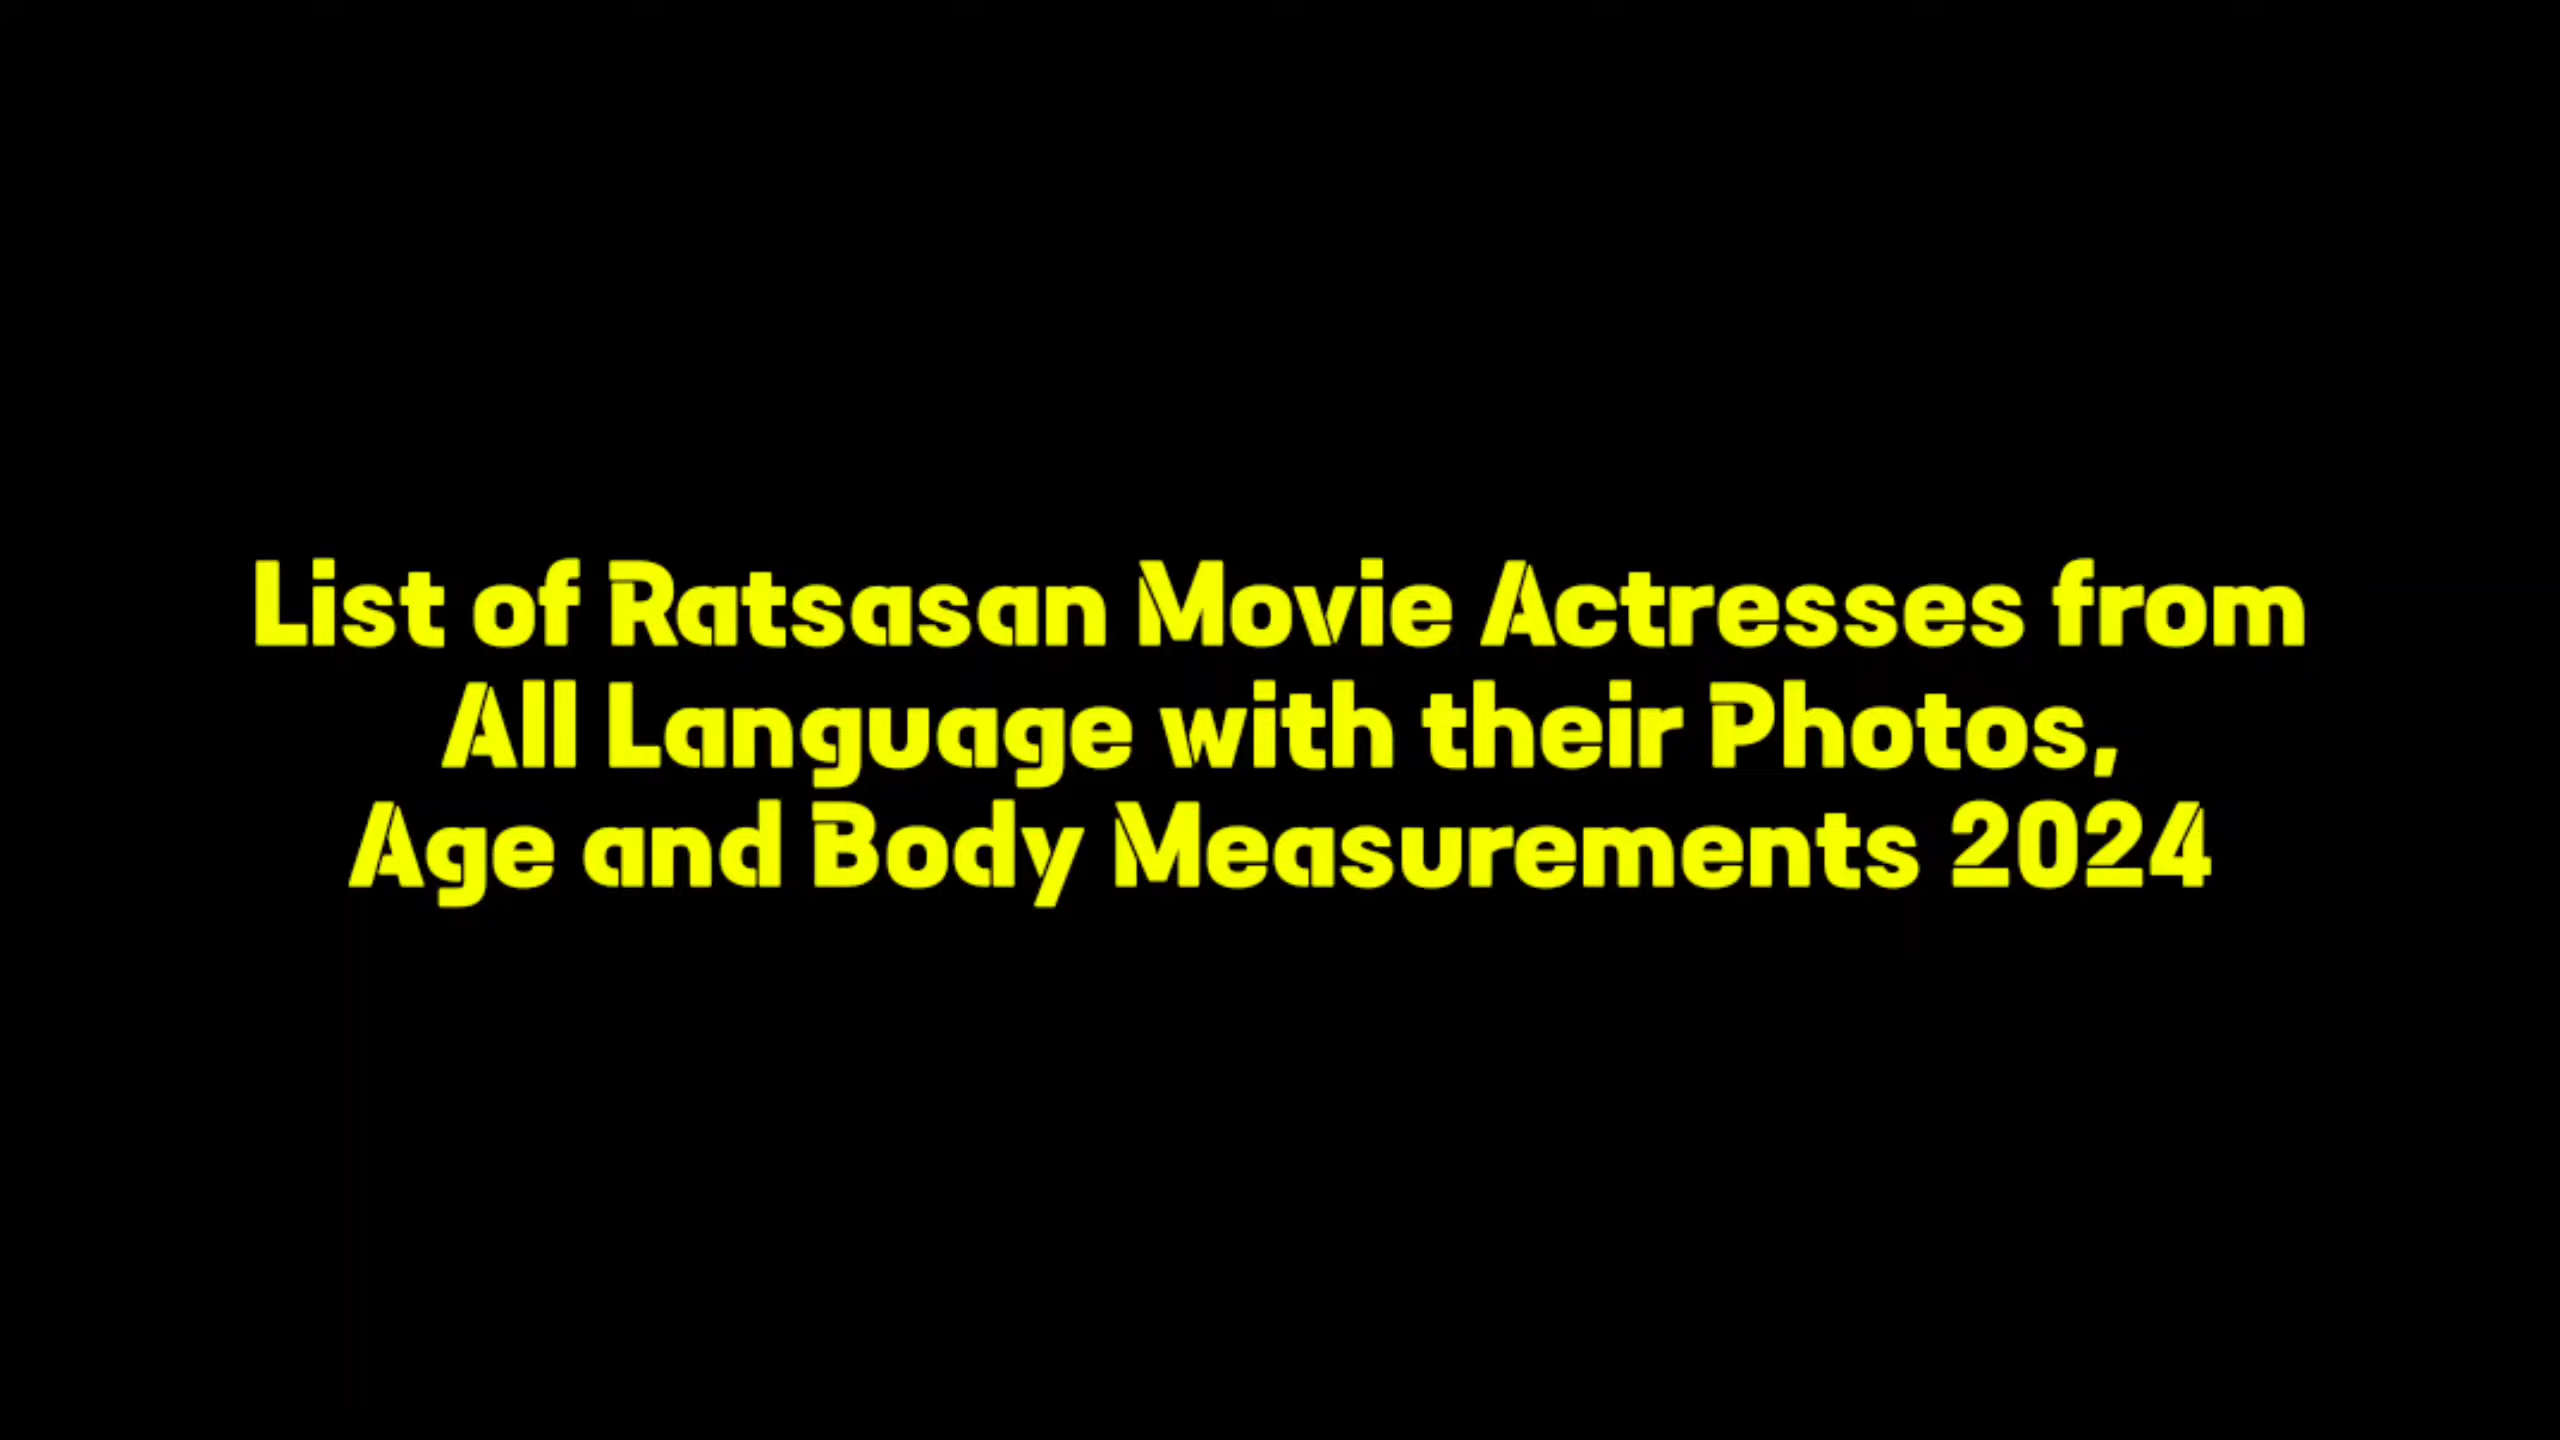 List of Ratsasan Movie Actresses from
All Language with their Photos,
Age and Body Measurements 2024